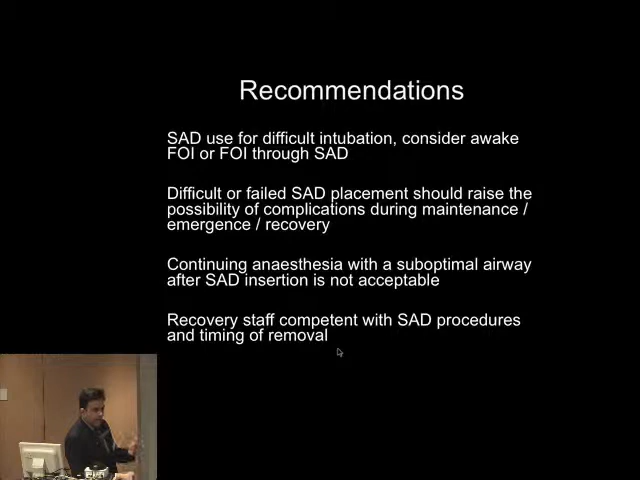 Recommendations
SAD use for difficult intubation, consider awake
FOI or FOI through SAD
Difficult or failed SAD placement should raise the
possibility of complications during maintenance /
emergence / recovery
Continuing anaesthesia with a suboptimal airway
after SAD insertion is not acceptable
Recovery staff competent with SAD procedures
and timing of removal